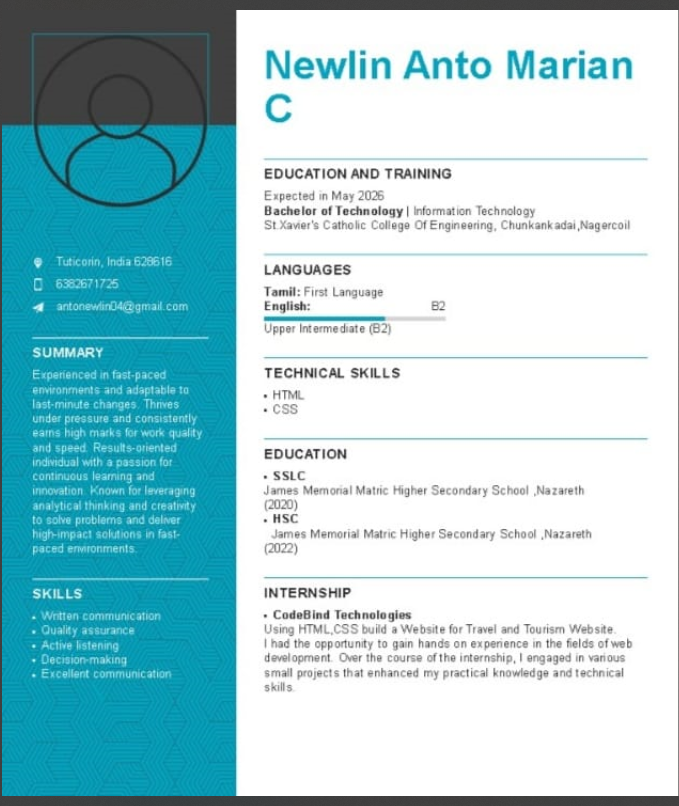 Newlin Anto Marian
C
Tuticorin, India 628616
6382671725
antonewlin04@gmail.com
SUMMARY
Experienced in fast-paced
environments and adaptable to
last-minute changes. Thrives
under pressure and consistently
earns high marks for work quality
and speed. Results-oriented
individual with a passion for
continuous learning and
innovation. Known for leveraging
analytical thinking and creativity
to solve problems and deliver
high-impact solutions in fast-
paced environments.
SKILLS
• Written communication
• Quality assurance
• Active listening
• Decision-making
• Excellent communication
EDUCATION AND TRAINING
Expected in May 2026
Bachelor of Technology | Information Technology
St.Xavier's Catholic College Of Engineering, Chunkankadai,Nagercoil
LANGUAGES
Tamil: First Language
English: B2
Upper Intermediate (B2)
TECHNICAL SKILLS
• HTML
• CSS
EDUCATION
• SSLC
James Memorial Matric Higher Secondary School ,Nazareth
(2020)
• HSC
James Memorial Matric Higher Secondary School ,Nazareth
(2022)
INTERNSHIP
• CodeBind Technologies
Using HTML,CSS build a Website for Travel and Tourism Website.
I had the opportunity to gain hands on experience in the fields of web
development. Over the course of the internship, I engaged in various
small projects that enhanced my practical knowledge and technical
skills.